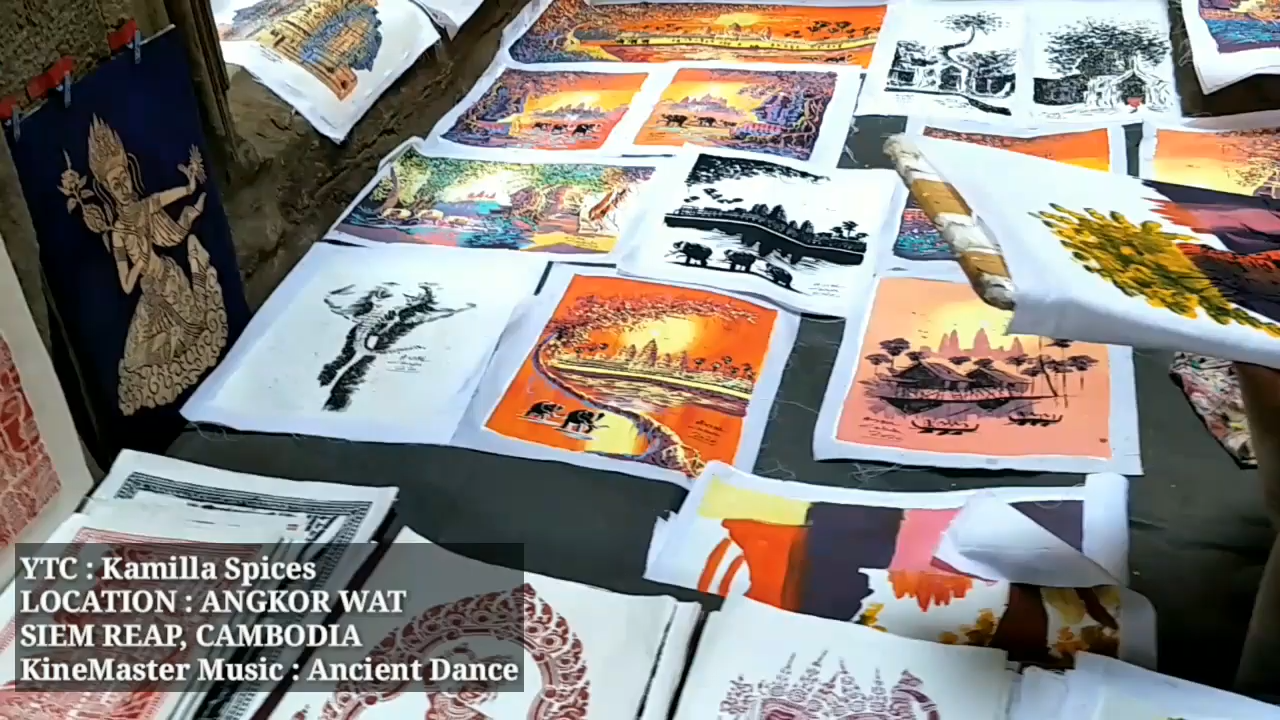 YTC : Kamilla Spices
LOCATION : ANGKOR WAT
SIEM REAP, CAMBODIA
KineMaster Music : Ancient Dance